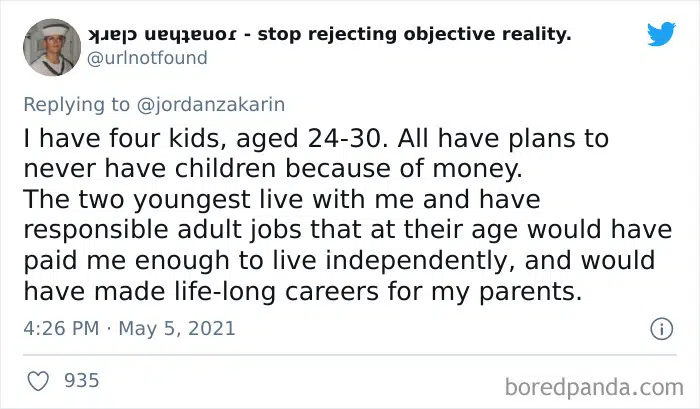 ʞɹɐlɔ uɐɥʇɐuoɾ - stop rejecting objective reality.
@urlnotfound
Replying to @jordanzakarin
I have four kids, aged 24-30. All have plans to
never have children because of money.
The two youngest live with me and have
responsible adult jobs that at their age would have
paid me enough to live independently, and would
have made life-long careers for my parents.
4:26 PM · May 5, 2021
935
boredpanda.com